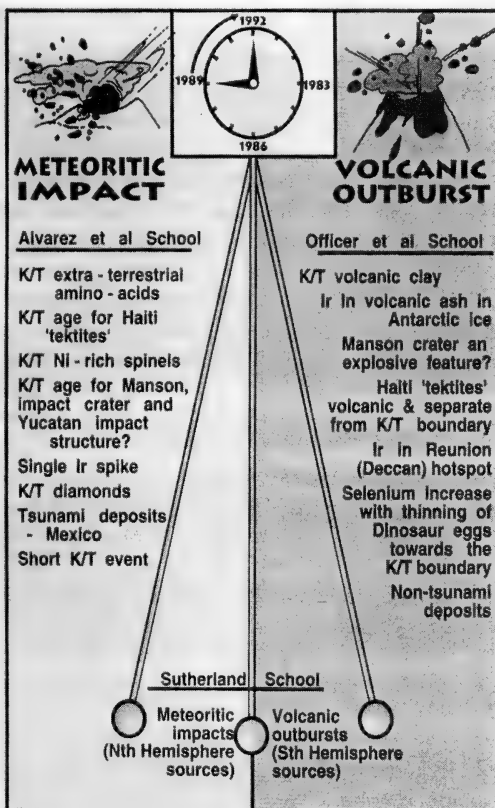 1992
1989
1983
1986
METEORITIC
IMPACT
Alvarez et al School
K/T extra - terrestrial
amino - acids
K/T age for Haiti
'tektites'
K/T Ni - rich spinels
K/T age for Manson,
impact crater and
Yucatan impact
structure?
Single Ir spike
K/T diamonds
Tsunami deposits
- Mexico
Short K/T event
VOLCANIC
OUTBURST
Officer et al School
K/T volcanic clay
Ir in volcanic ash in
Antarctic ice
Manson crater an
explosive feature?
Haiti 'tektites'
volcanic & separate
from K/T boundary
Ir in Reunion
(Deccan) hotspot
Selenium increase
with thinning of
Dinosaur eggs
towards the
K/T boundary
Non-tsunami
deposits
Sutherland School
Meteoritic
impacts
(Nth Hemisphere
sources)
Volcanic
outbursts
(Sth Hemisphere
sources)